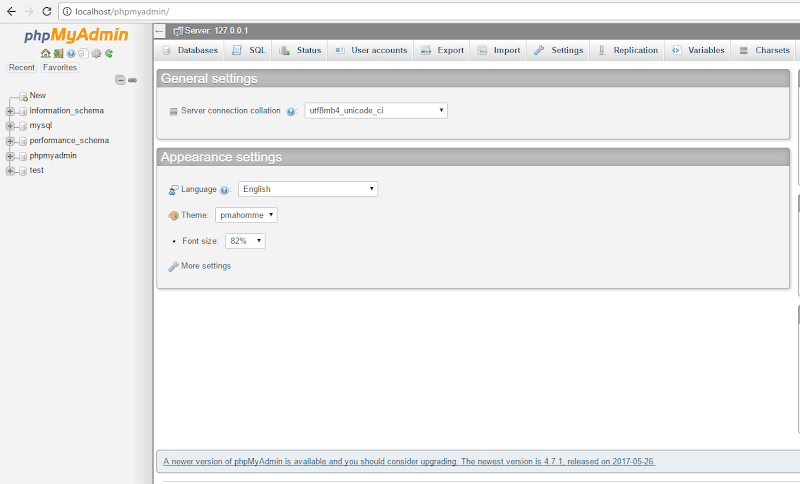 localhost/phpmyadmin/
phpMyAdmin
Recent Favorites
New
information_schema
mysql
performance_schema
phpmyadmin
test
Server: 127.0.0.1
Databases SQL Status User accounts Export Import Settings Replication Variables Charsets
General settings
Server connection collation : utf8mb4_unicode_ci
Appearance settings
Language : English
Theme: pmahomme
Font size: 82%
More settings
A newer version of phpMyAdmin is available and you should consider upgrading. The newest version is 4.7.1, released on 2017-05-26.